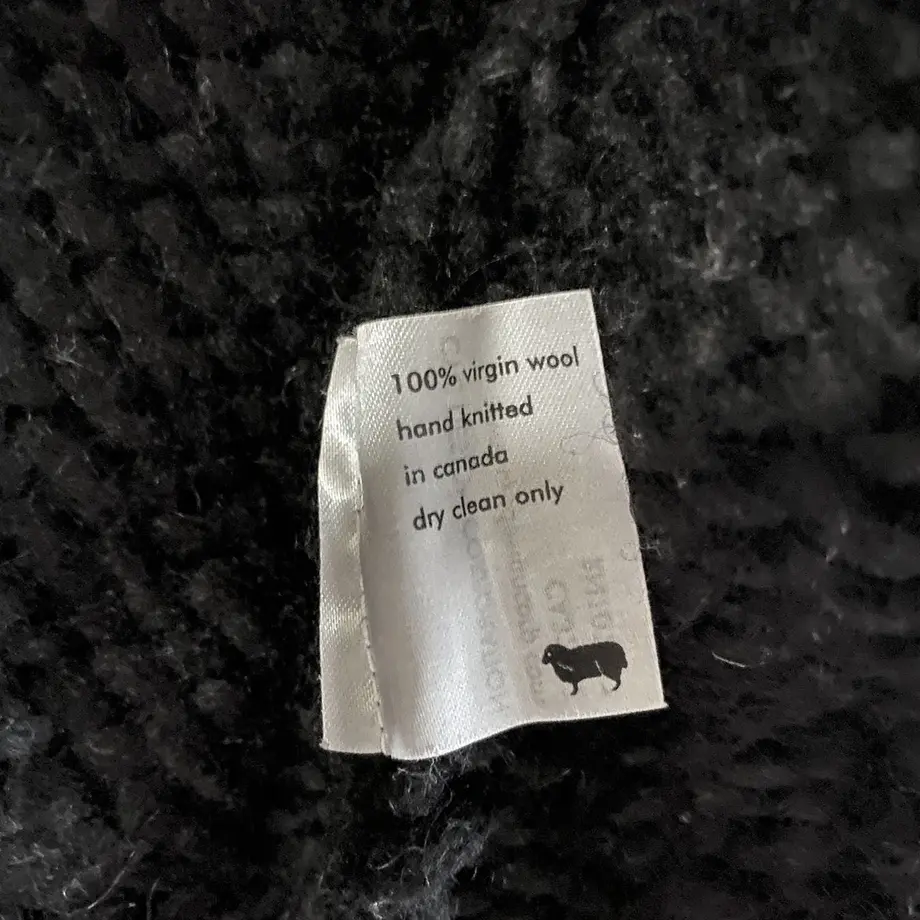 100% virgin wool
hand knitted
in canada
dry clean only